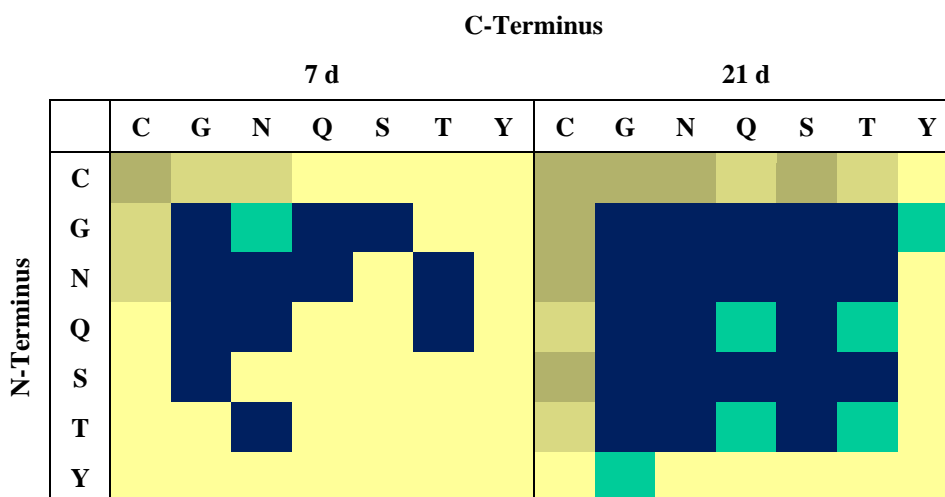 C-Terminus
7 d 21 d
C G N Q S T Y C G N Q S T Y
N-Terminus
C
G
N
Q
S
T
Y